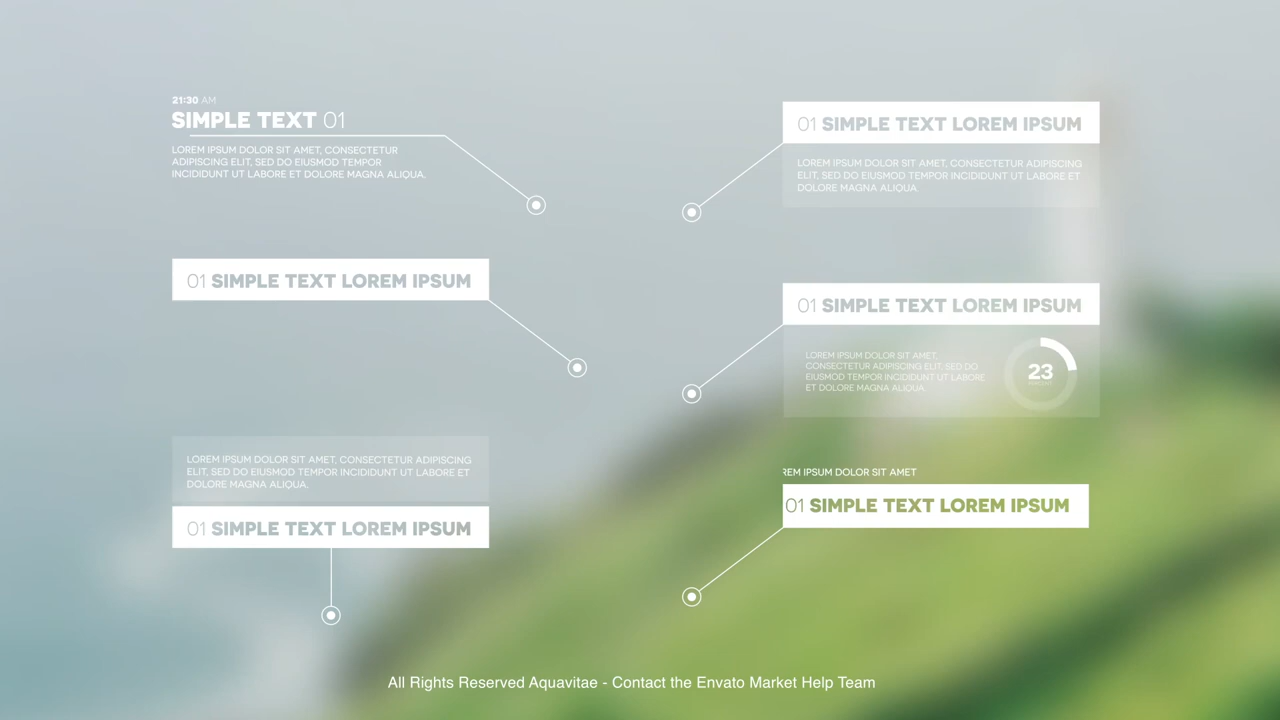 21:30 AM
SIMPLE TEXT 01
LOREM IPSUM DOLOR SIT AMET, CONSECTETUR
ADIPISCING ELIT, SED DO EIUSMOD TEMPOR
INCIDIDUNT UT LABORE ET DOLORE MAGNA ALIQUA.
01 SIMPLE TEXT LOREM IPSUM
LOREM IPSUM DOLOR SIT AMET, CONSECTETUR ADIPISCING
ELIT, SED DO EIUSMOD TEMPOR INCIDIDUNT UT LABORE ET
DOLORE MAGNA ALIQUA.
01 SIMPLE TEXT LOREM IPSUM
01 SIMPLE TEXT LOREM IPSUM
LOREM IPSUM DOLOR SIT AMET, CONSECTETUR ADIPISCING
ELIT, SED DO EIUSMOD TEMPOR INCIDIDUNT UT LABORE ET
DOLORE MAGNA ALIQUA.
01 SIMPLE TEXT LOREM IPSUM
LOREM IPSUM DOLOR SIT AMET,
CONSECTETUR ADIPISCING ELIT, SED DO
EIUSMOD TEMPOR INCIDIDUNT UT LABORE
ET DOLORE MAGNA ALIQUA.
23
REM IPSUM DOLOR SIT AMET
01 SIMPLE TEXT LOREM IPSUM
All Rights Reserved Aquavitae - Contact the Envato Market Help Team